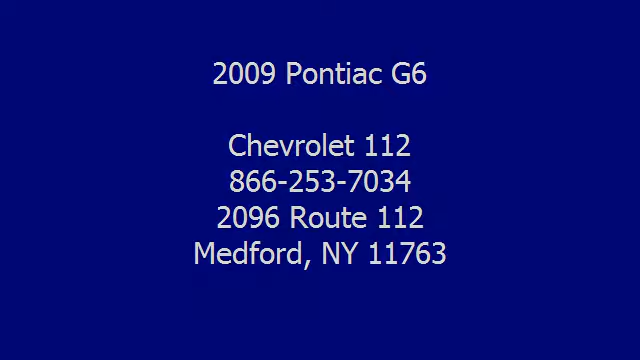 2009 Pontiac G6
Chevrolet 112
866-253-7034
2096 Route 112
Medford, NY 11763